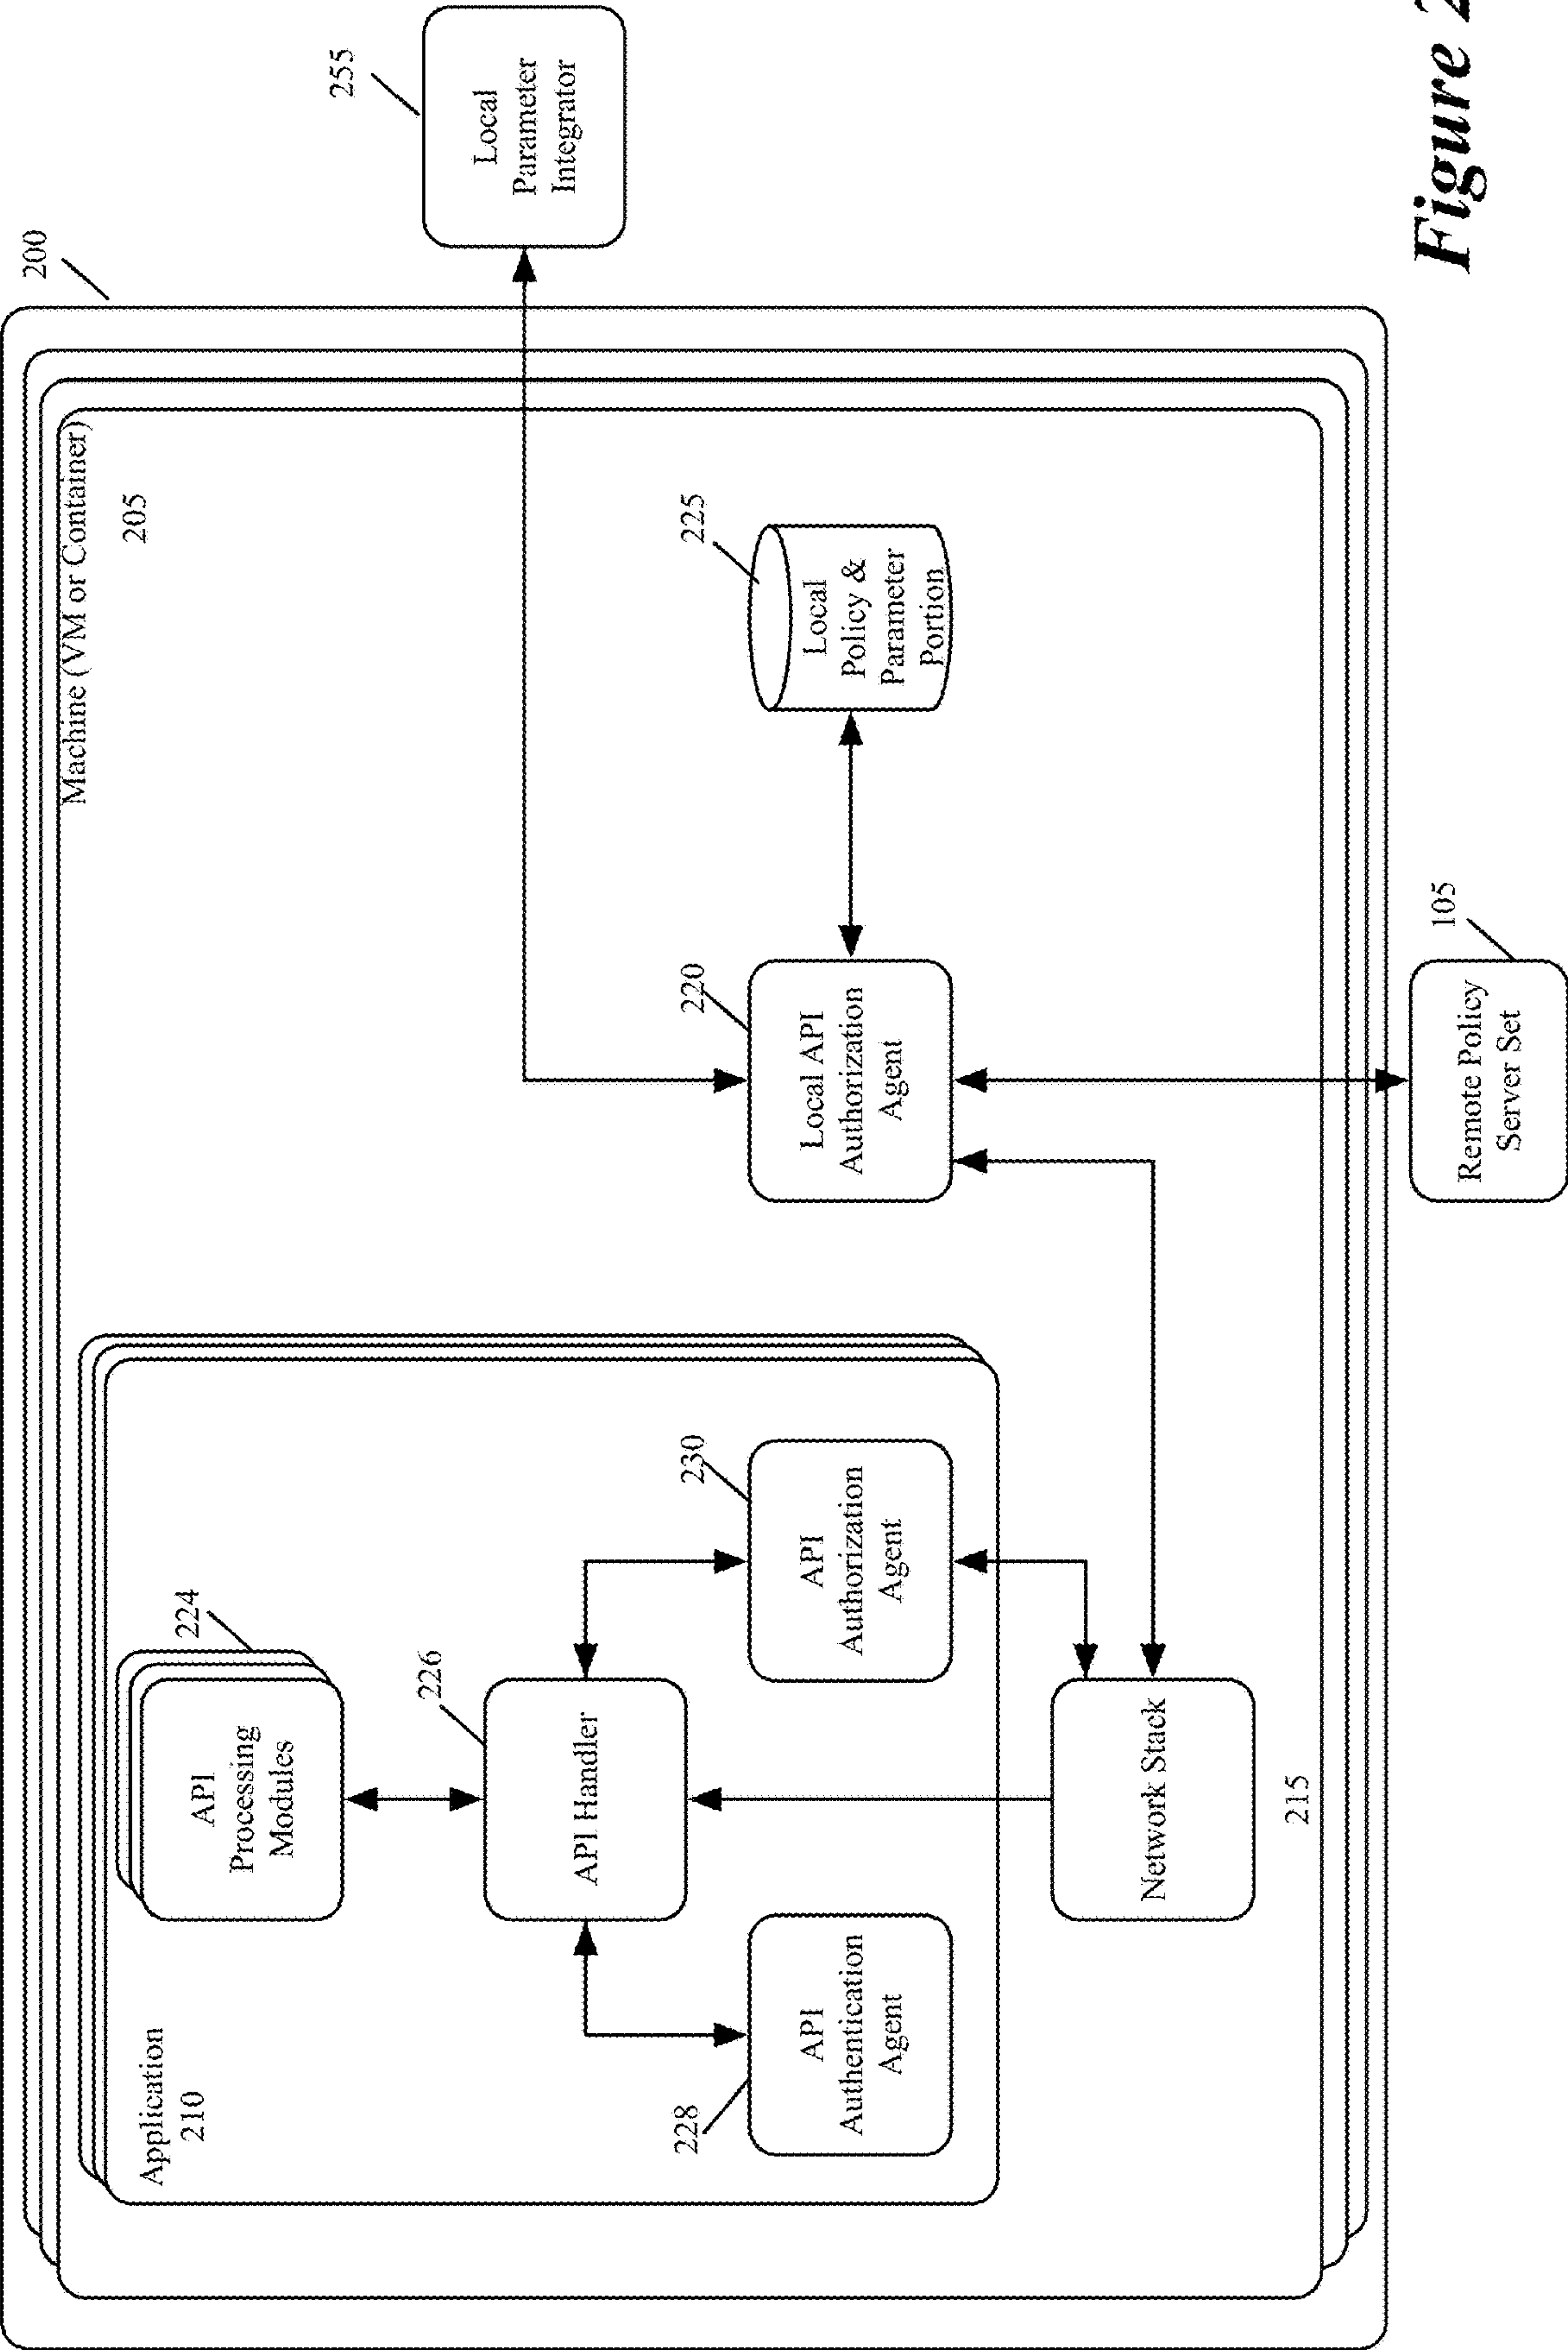 200
Machine (VM or Container)
205
255
Local
Parameter
Integrator
Application
210
API
Processing
Modules
224
226
API Handler
228
API
Authentication
Agent
230
API
Authorization
Agent
220
Local API
Authorization
Agent
225
Local
Policy &
Parameter
Portion
Network Stack
215
105
Remote Policy
Server Set
Figure 2